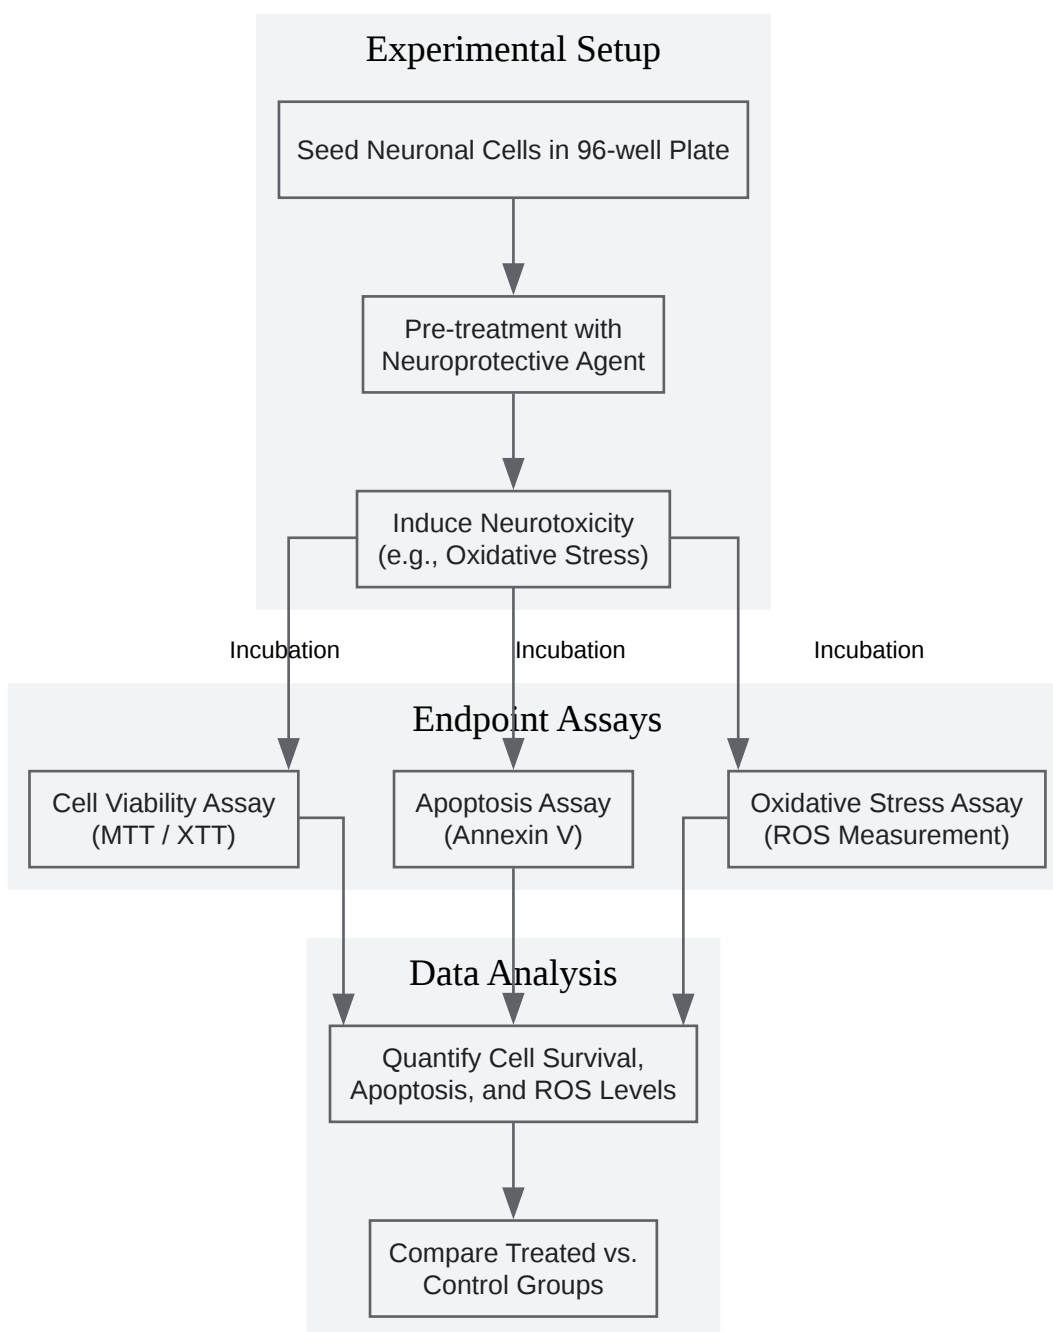 Experimental Setup
Seed Neuronal Cells in 96-well Plate
Pre-treatment with
Neuroprotective Agent
Induce Neurotoxicity
(e.g., Oxidative Stress)
Incubation
Incubation
Incubation
Endpoint Assays
Cell Viability Assay
(MTT / XTT)
Apoptosis Assay
(Annexin V)
Oxidative Stress Assay
(ROS Measurement)
Data Analysis
Quantify Cell Survival,
Apoptosis, and ROS Levels
Compare Treated vs.
Control Groups